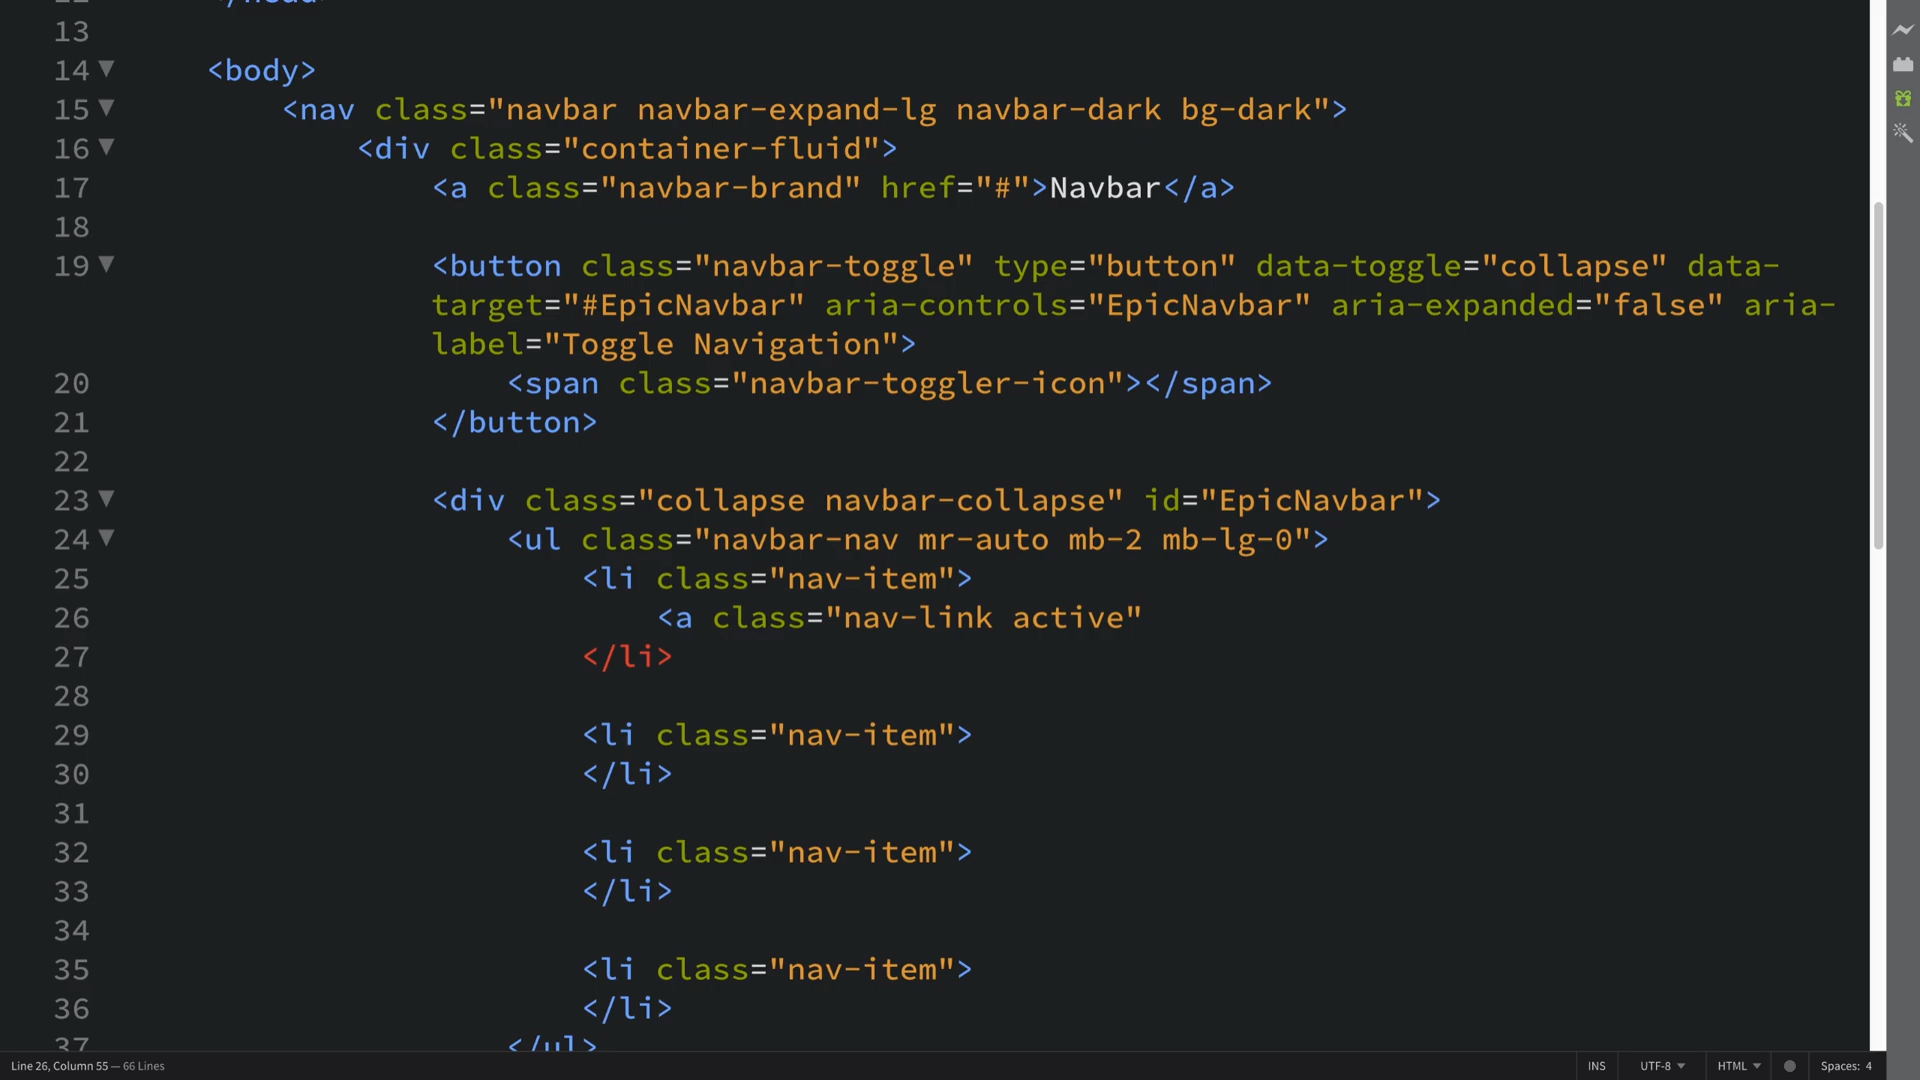 12 </head>
13
14 <body>
15 <nav class="navbar navbar-expand-lg navbar-dark bg-dark">
16 <div class="container-fluid">
17 <a class="navbar-brand" href="#">Navbar</a>
18
19 <button class="navbar-toggle" type="button" data-toggle="collapse" data-
target="#EpicNavbar" aria-controls="EpicNavbar" aria-expanded="false" aria-
label="Toggle Navigation">
20 <span class="navbar-toggler-icon"></span>
21 </button>
22
23 <div class="collapse navbar-collapse" id="EpicNavbar">
24 <ul class="navbar-nav mr-auto mb-2 mb-lg-0">
25 <li class="nav-item">
26 <a class="nav-link active"
27 </li>
28
29 <li class="nav-item">
30 </li>
31
32 <li class="nav-item">
33 </li>
34
35 <li class="nav-item">
36 </li>
37 </ul>
Line 26, Column 55 — 66 Lines INS UTF-8 HTML Spaces: 4